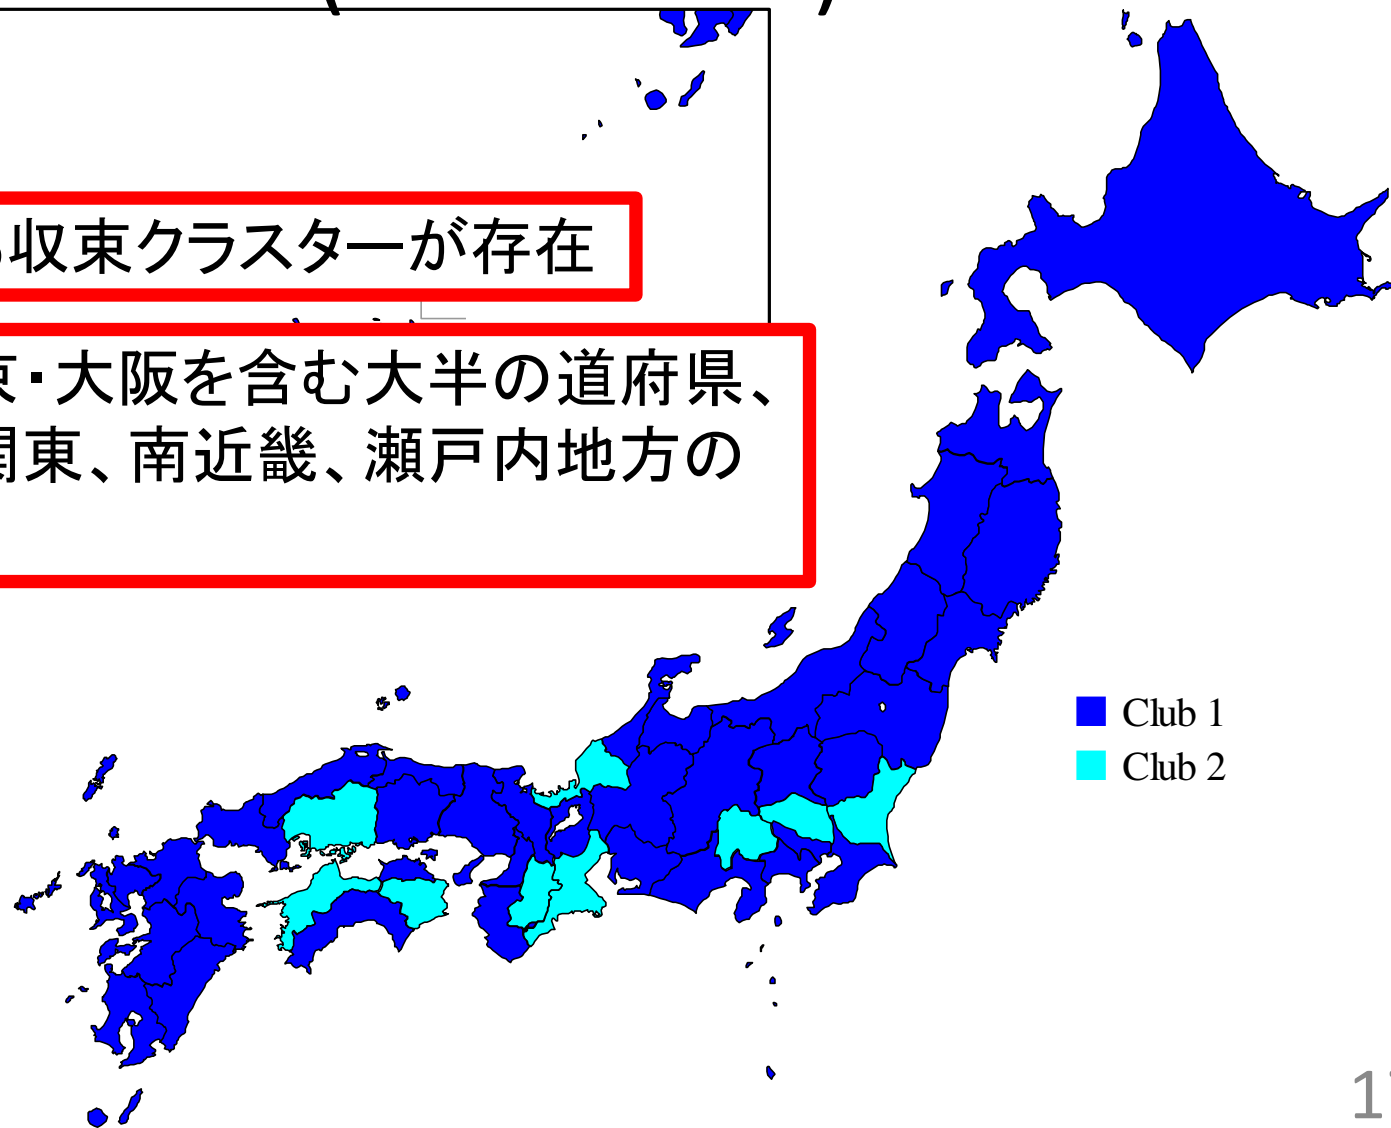 収束クラスターが存在
・大阪を含む大半の道府県、
関東、南近畿、瀬戸内地方の
Club 1
Club 2